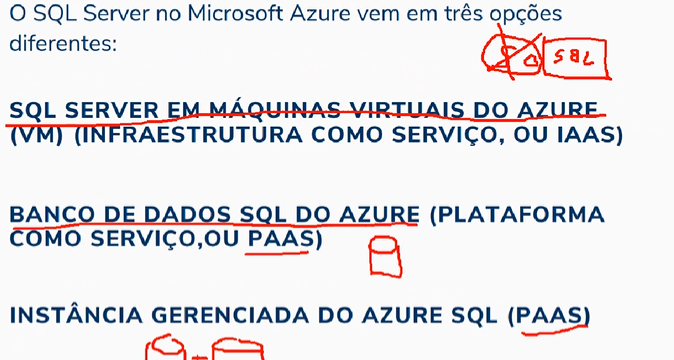 O SQL Server no Microsoft Azure vem em três opções
diferentes:
SQL
SQL SERVER EM MÁQUINAS VIRTUAIS DO AZURE
(VM) (INFRAESTRUTURA COMO SERVIÇO, OU IAAS)
BANCO DE DADOS SQL DO AZURE (PLATAFORMA
COMO SERVIÇO,OU PAAS)
INSTÂNCIA GERENCIADA DO AZURE SQL (PAAS)